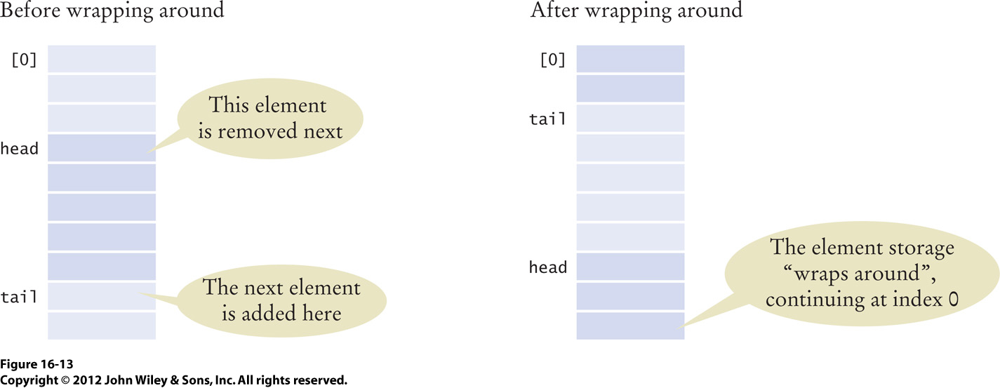 Before wrapping around
[0]
head
tail
This element
is removed next
The next element
is added here
After wrapping around
[0]
tail
head
The element storage
“wraps around”,
continuing at index 0
Figure 16-13
Copyright © 2012 John Wiley & Sons, Inc. All rights reserved.